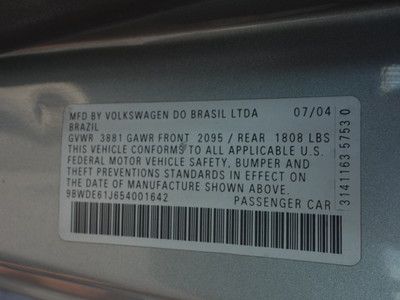 MFD BY VOLKSWAGEN DO BRASIL LTDA 07/04
BRAZIL
GVWR 3881 GAWR FRONT 2095 / REAR 1808 LBS
THIS VEHICLE CONFORMS TO ALL APPLICABLE U.S.
FEDERAL MOTOR VEHICLE SAFETY, BUMPER AND
THEFT PREVENTIONS STANDARDS IN EFFECT ON
THE DATE OF MANUFACTURE SHOWN ABOVE.
9BWDE61J654001642 PASSENGER CAR
31411635753 0